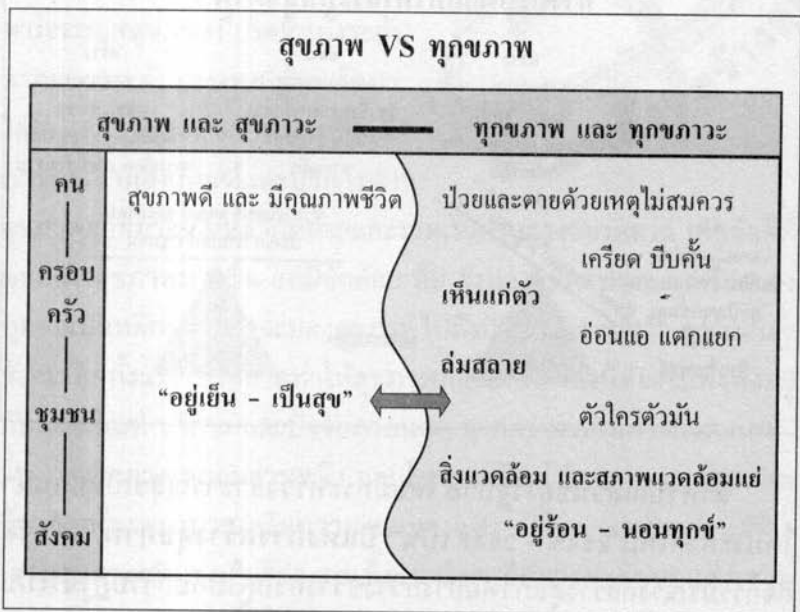 สุขภาพ VS ทุกขภาพ
สุขภาพ และ สุขภาวะ
ทุกขภาพ และ ทุกขภาวะ
คน
ครอบ
ครัว
ชุมชน
สังคม
สุขภาพดี และ มีคุณภาพชีวิต
“อยู่เย็น - เป็นสุข”
ป่วยและตายด้วยเหตุไม่สมควร
เครียด บีบคั้น
เห็นแก่ตัว
อ่อนแอ แตกแยก
ล่มสลาย
ตัวใครตัวมัน
สิ่งแวดล้อม และสภาพแวดล้อมแย่
“อยู่ร้อน - นอนทุกข์”